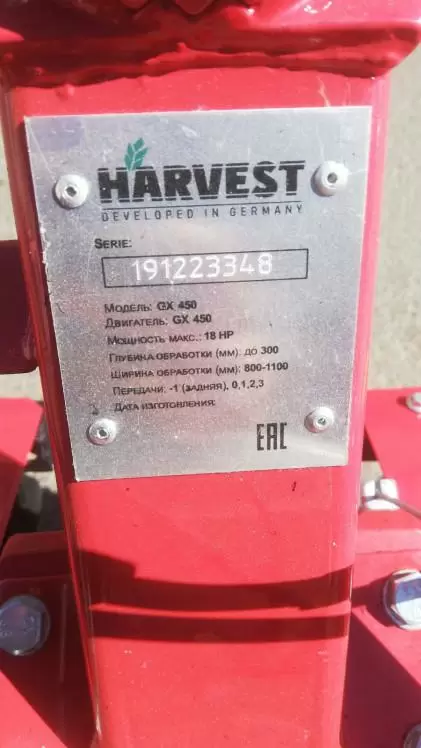 HARVEST
DEVELOPED IN GERMANY
SERIE:
191223348
МОДЕЛЬ: GX 450
ДВИГАТЕЛЬ: GX 450
МОЩНОСТЬ МАКС.: 18 HP
ГЛУБИНА ОБРАБОТКИ (ММ): ДО 300
ШИРИНА ОБРАБОТКИ (ММ): 800-1100
ПЕРЕДАЧИ: -1 (ЗАДНЯЯ), 0,1,2,3
ДАТА ИЗГОТОВЛЕНИЯ:
EAC